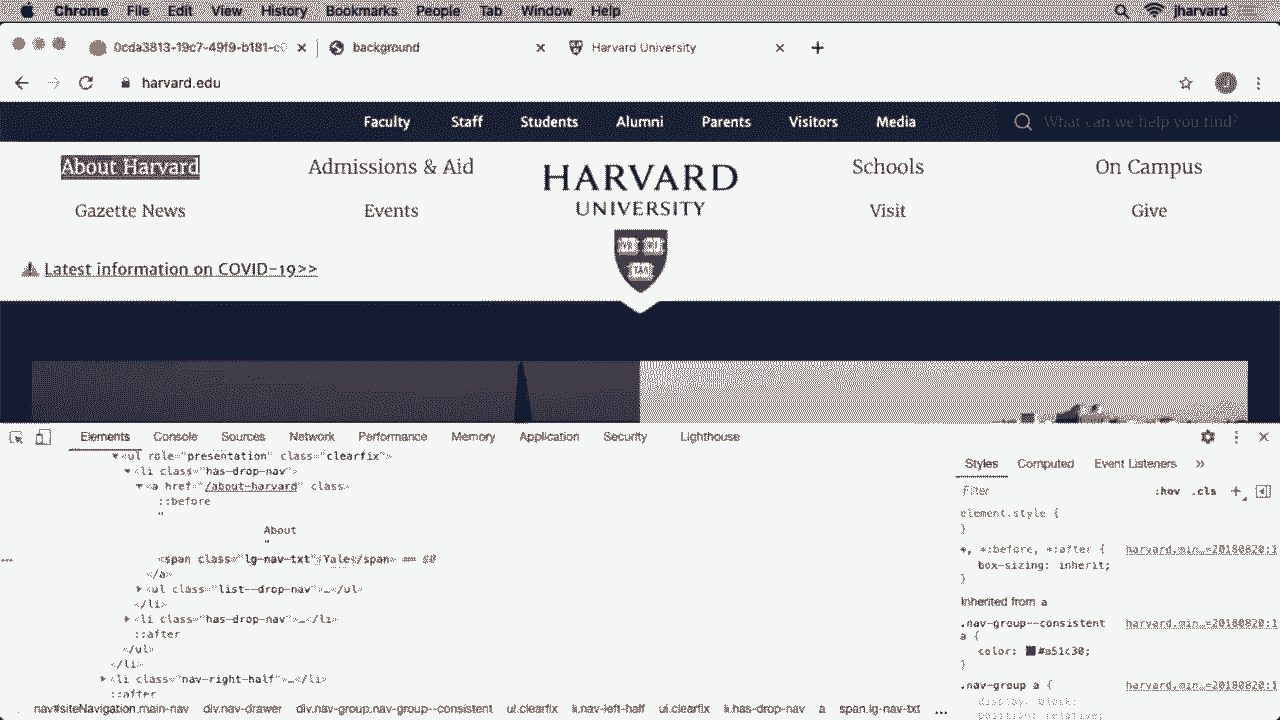 Chrome File Edit View History Bookmarks People Tab Window Help jharvard
0cda3813-19c7-49f9-b181-c background Harvard University
harvard.edu J
Faculty Staff Students Alumni Parents Visitors Media What can we help you find?
About Harvard Admissions & Aid HARVARD Schools On Campus
Gazette News Events UNIVERSITY Visit Give
VE RI
TAS
Latest information on COVID-19>>
Elements Console Sources Network Performance Memory Application Security Lighthouse
▼<ul role="presentation" class="clearfix">
▼<li class="has-drop-nav">
▼<a href="/about-harvard" class>
::before
"
About
"
<span class="lg-nav-txt">Yale</span> == $0
</a>
▶<ul class="list--drop-nav">…</ul>
</li>
▶<li class="has-drop-nav">…</li>
::after
</ul>
</li>
▶<li class="nav-right-half">…</li>
::after
nav#siteNavigation.main-nav div.nav-drawer div.nav-group.nav-group--consistent ul.clearfix li.nav-left-half ul.clearfix li.has-drop-nav a span.lg-nav-txt …
Styles Computed Event Listeners »
Filter :hov .cls +
element.style {
}
*, *:before, *:after { harvard.min…=20180820:1
box-sizing: inherit;
}
Inherited from a
.nav-group--consistent harvard.min…=20180820:1
a {
color: #a51c30;
}
.nav-group a { harvard.min…=20180820:1
display: block;
position: relative;